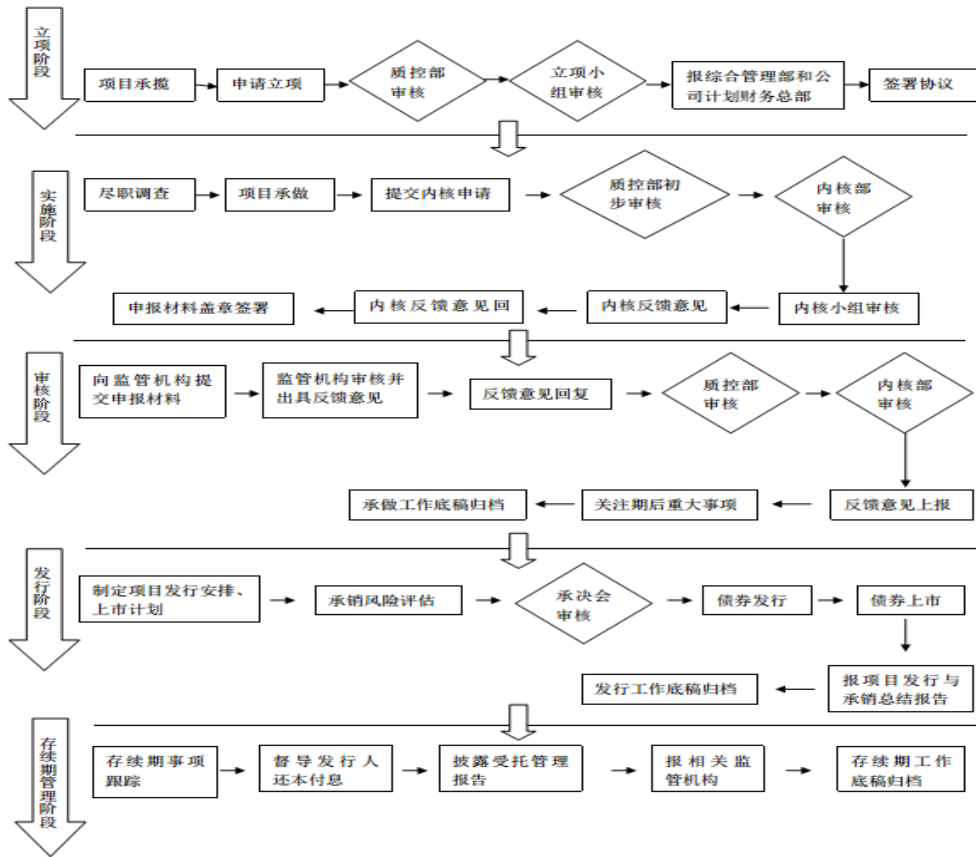 立项阶段
项目承揽
申请立项
质控部
审核
立项小
组审核
报综合管理部和公
司计划财务总部
签署协议
实施阶段
尽职调查
项目承做
提交内核申请
质控部初
步审核
内核部
审核
申报材料盖章签署
内核反馈意见回
内核反馈意见
内核小组审核
审核阶段
向监管机构提
交申报材料
监管机构审核并
出具反馈意见
反馈意见回复
质控部
审核
内核部
审核
承做工作底稿归档
关注期后重大事项
反馈意见上报
发行阶段
制定项目发行安排、
上市计划
承销风险评估
承决会
审核
债券发行
债券上市
发行工作底稿归档
报项目发行与
承销总结报告
存续期管理阶段
存续期事项
跟踪
督导发行人
还本付息
披露受托管理
报告
报相关监
管机构
存续期工作
底稿归档